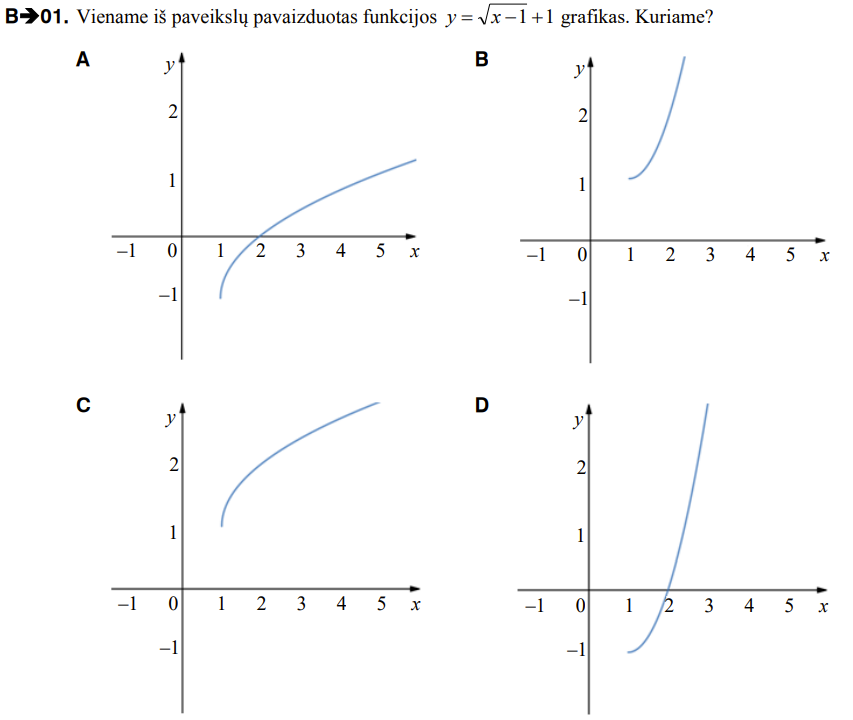 B➔01. Viename iš paveikslų pavaizduotas funkcijos y = √x−1 + 1 grafikas. Kuriame?
A
y
2
1
−1 0 1 2 3 4 5 x
−1
B
y
2
1
−1 0 1 2 3 4 5 x
−1
C
y
2
1
−1 0 1 2 3 4 5 x
−1
D
y
2
1
−1 0 1 2 3 4 5 x
−1